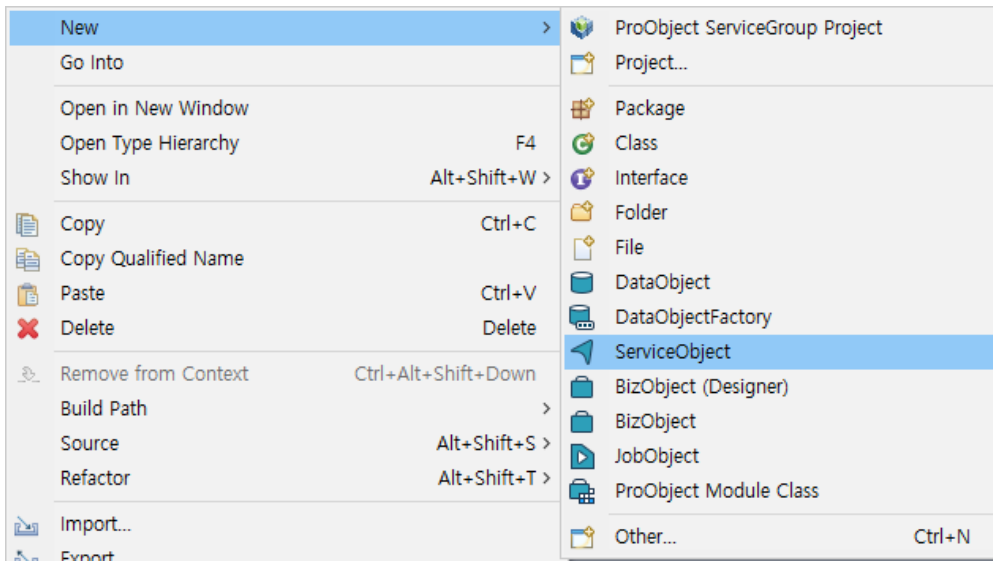 New >
Go Into
Open in New Window
Open Type Hierarchy F4
Show In Alt+Shift+W >
Copy Ctrl+C
Copy Qualified Name
Paste Ctrl+V
Delete Delete
Remove from Context Ctrl+Alt+Shift+Down
Build Path >
Source Alt+Shift+S >
Refactor Alt+Shift+T >
Import...
Export
ProObject ServiceGroup Project
Project...
Package
Class
Interface
Folder
File
DataObject
DataObjectFactory
ServiceObject
BizObject (Designer)
BizObject
JobObject
ProObject Module Class
Other... Ctrl+N